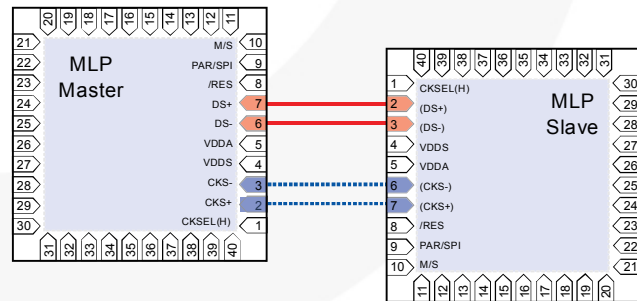 20 19 18 17 16 15 14 13 12 11
21 M/S 10
22 MLP PAR/SPI 9
23 Master /RES 8
24 DS+ 7
25 DS- 6
26 VDDA 5
27 VDDS 4
28 CKS- 3
29 CKS+ 2
30 CKSEL(H) 1
31 32 33 34 35 36 37 38 39 40
40 39 38 37 36 35 34 33 32 31
1 CKSEL(H) 30
2 (DS+) MLP 29
3 (DS-) Slave 28
4 VDDS 27
5 VDDA 26
6 (CKS-) 25
7 (CKS+) 24
8 /RES 23
9 PAR/SPI 22
10 M/S 21
11 12 13 14 15 16 17 18 19 20